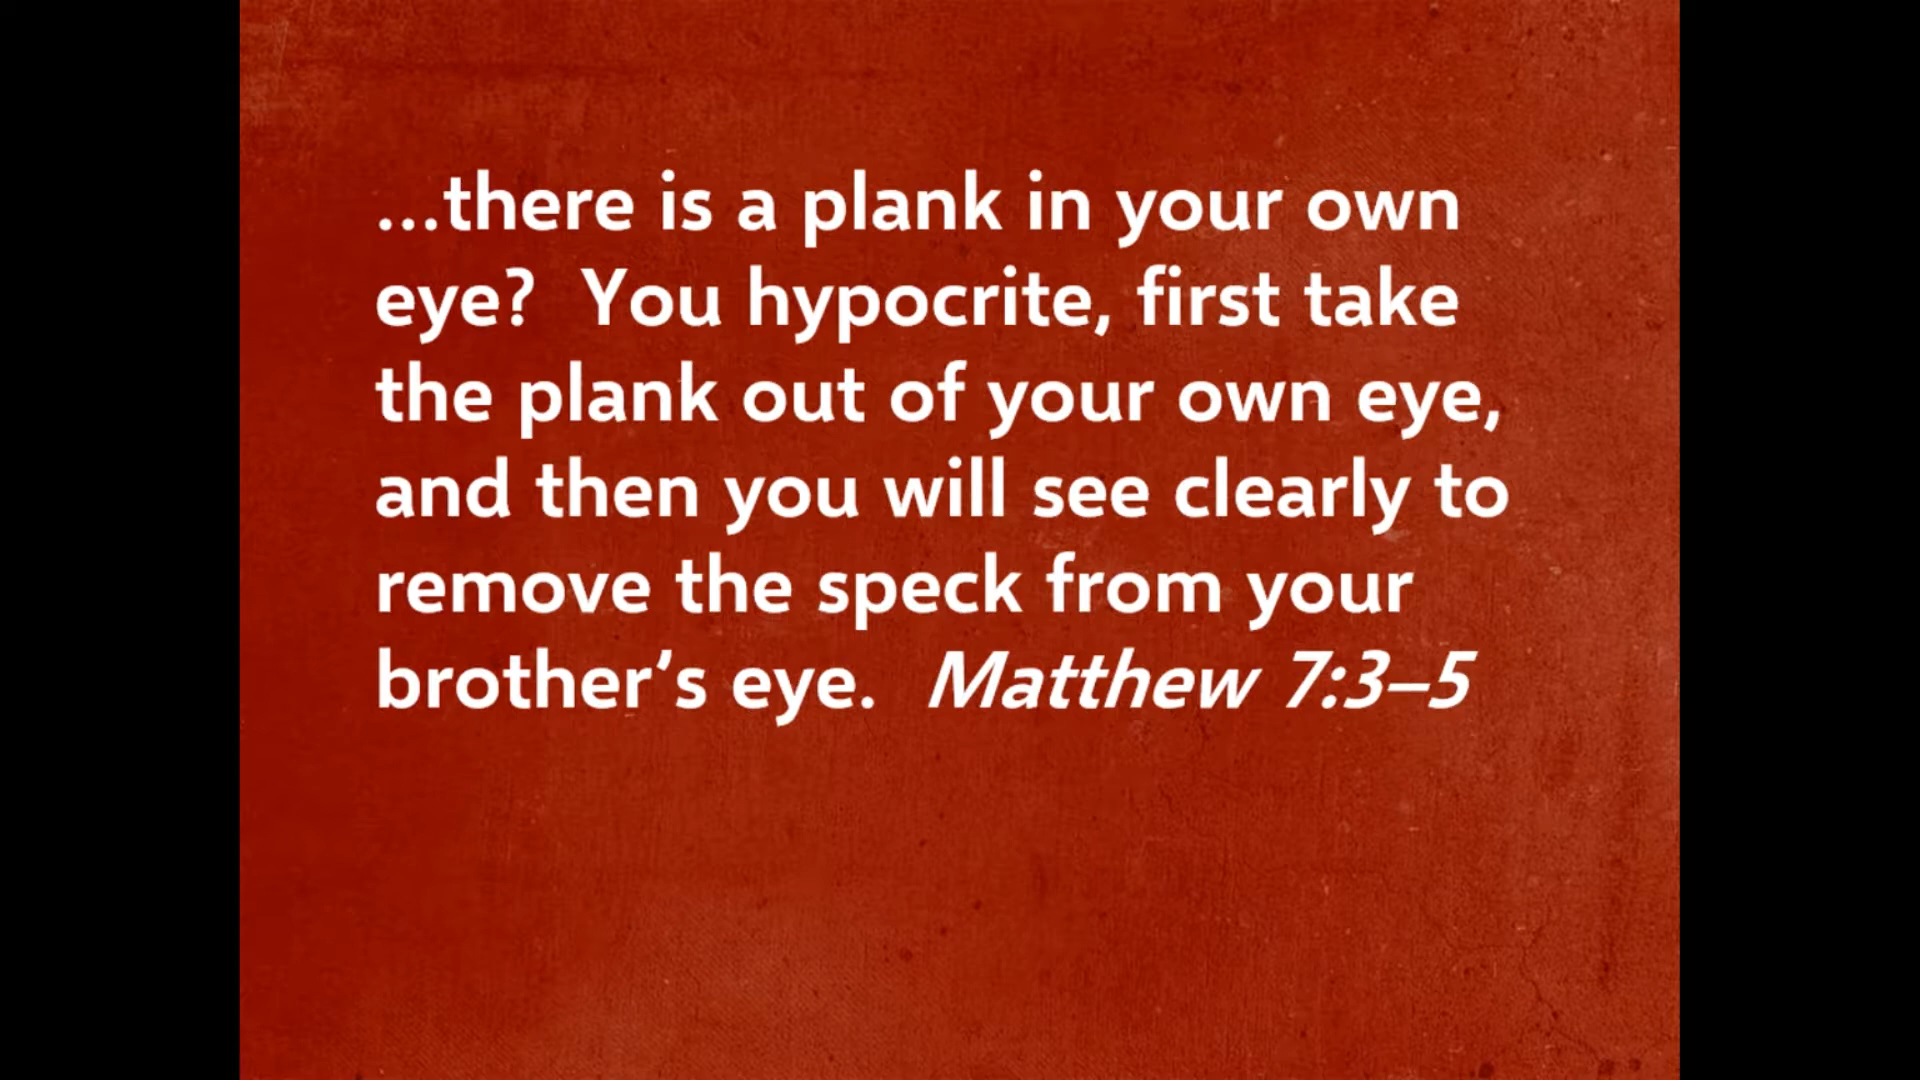 ...there is a plank in your own
eye?  You hypocrite, first take
the plank out of your own eye,
and then you will see clearly to
remove the speck from your
brother’s eye.  Matthew 7:3–5